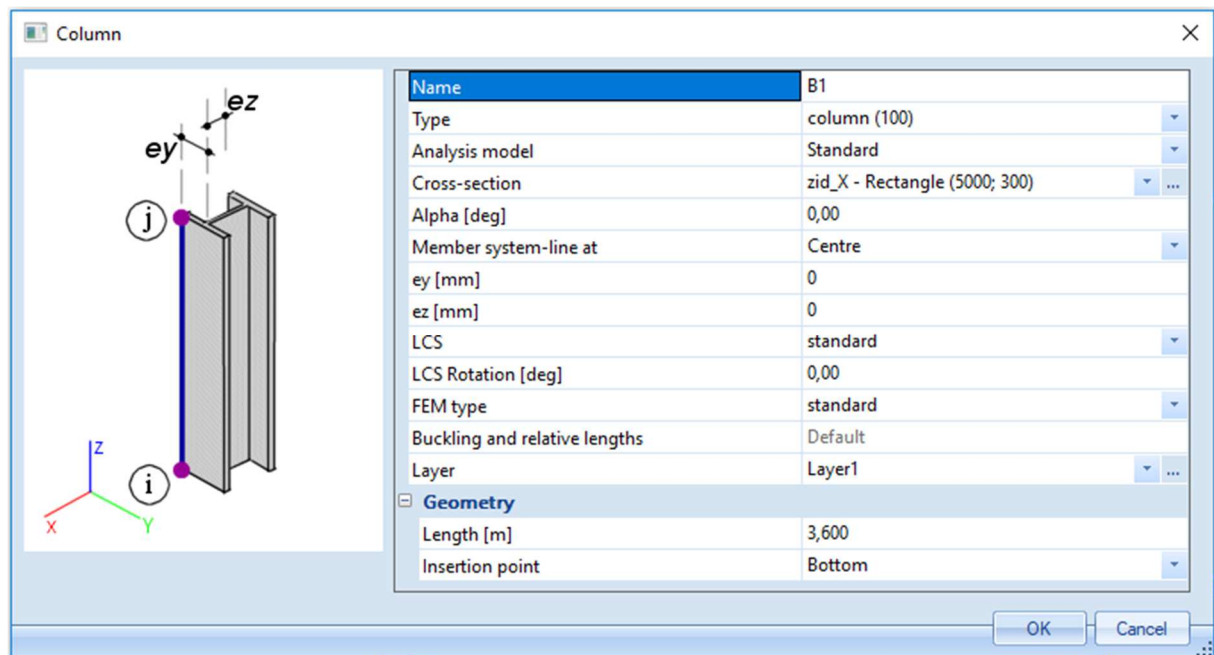 Column
ez
ey
j
i
Z
X
Y
Name B1
Type column (100)
Analysis model Standard
Cross-section zid_X - Rectangle (5000; 300) ...
Alpha [deg] 0,00
Member system-line at Centre
ey [mm] 0
ez [mm] 0
LCS standard
LCS Rotation [deg] 0,00
FEM type standard
Buckling and relative lengths Default
Layer Layer1 ...
Geometry
Length [m] 3,600
Insertion point Bottom
OK Cancel